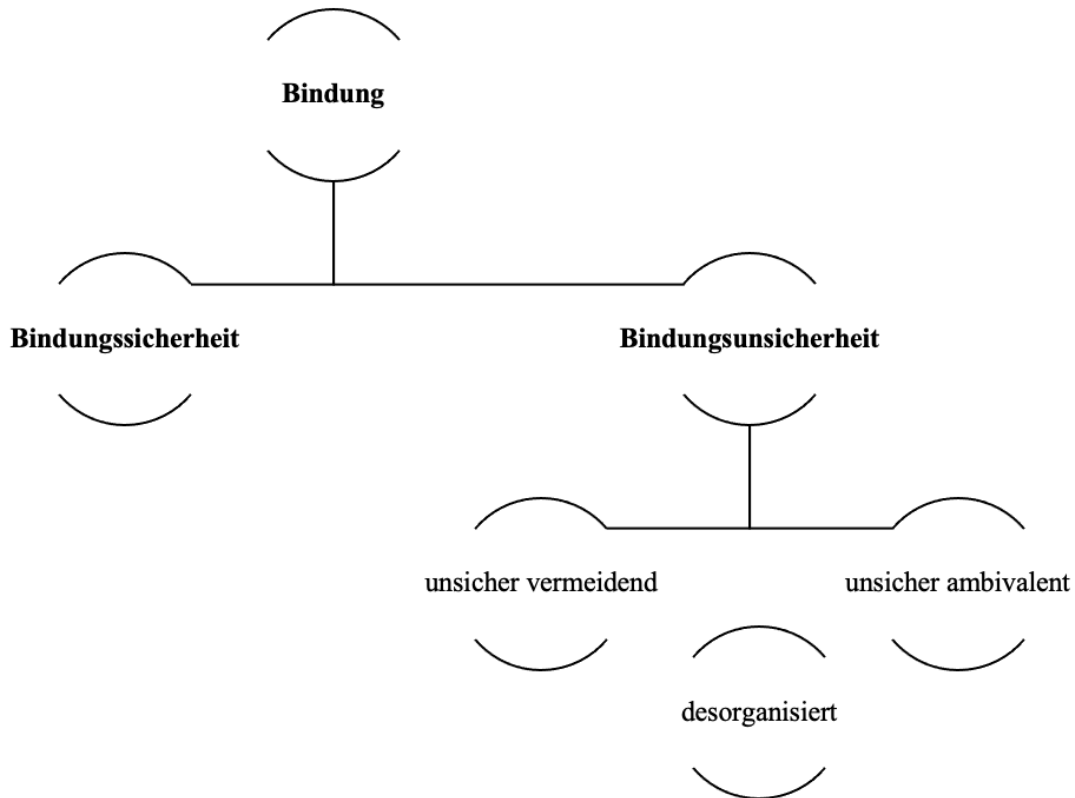 Bindung
Bindungssicherheit
Bindungsunsicherheit
unsicher vermeidend
unsicher ambivalent
desorganisiert